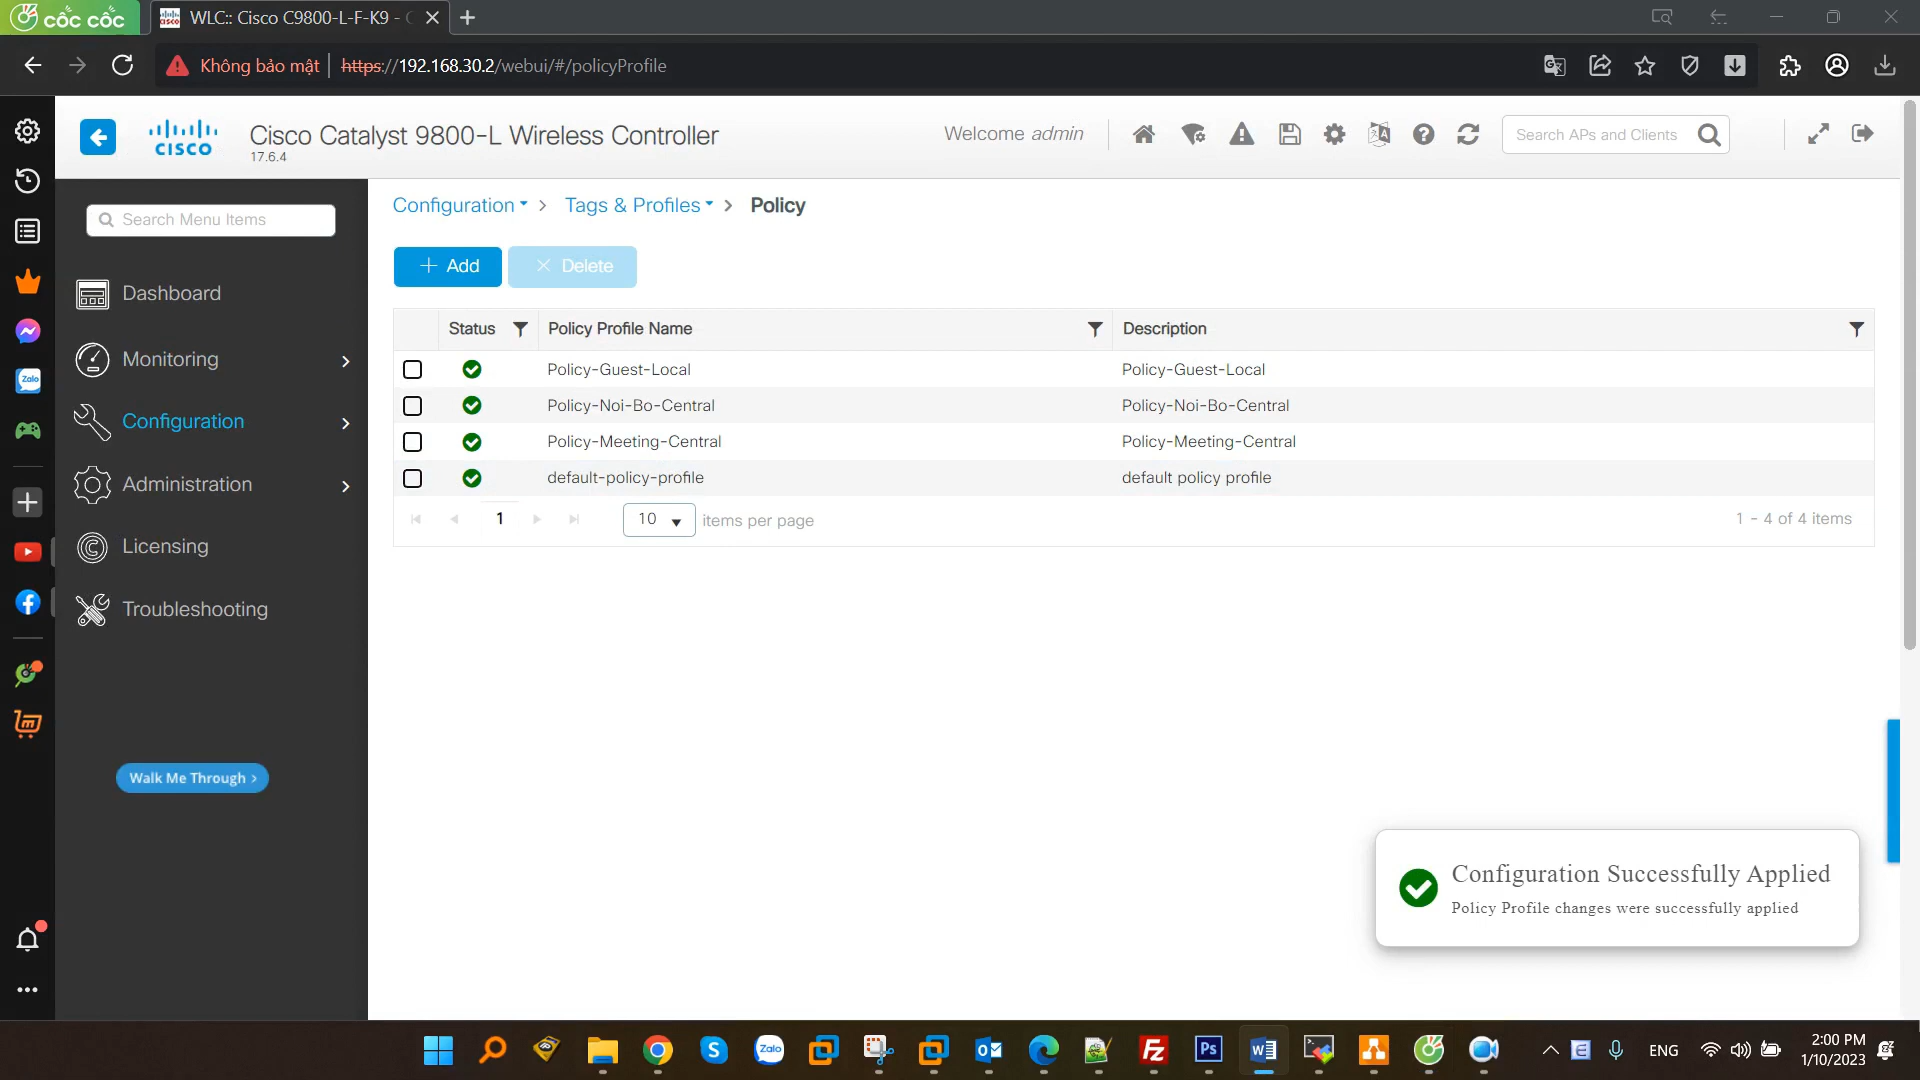 cốc cốc
WLC:: Cisco C9800-L-F-K9 - C
Không bảo mật
https://192.168.30.2/webui/#/policyProfile
cisco
Cisco Catalyst 9800-L Wireless Controller
17.6.4
Welcome admin
Search APs and Clients
Search Menu Items
Dashboard
Monitoring
Configuration
Administration
Licensing
Troubleshooting
Walk Me Through >
Configuration > Tags & Profiles > Policy
+ Add
× Delete
Status Policy Profile Name Description
Policy-Guest-Local Policy-Guest-Local
Policy-Noi-Bo-Central Policy-Noi-Bo-Central
Policy-Meeting-Central Policy-Meeting-Central
default-policy-profile default policy profile
1 10 items per page 1 - 4 of 4 items
Configuration Successfully Applied
Policy Profile changes were successfully applied
Zalo
Zalo
Ps
ENG
2:00 PM
1/10/2023